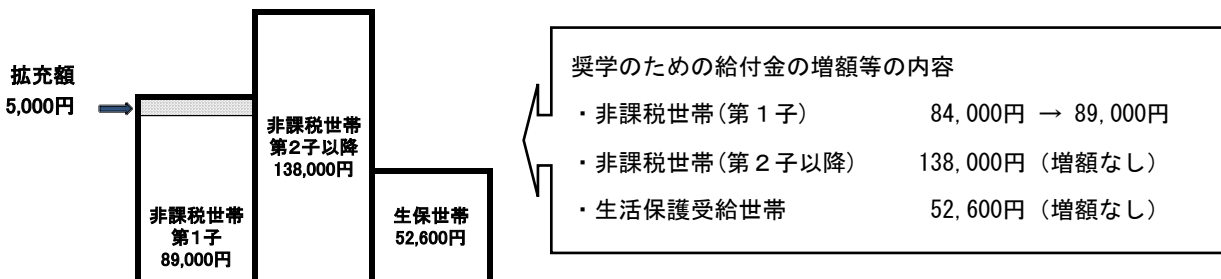 拡充額
5,000円
非課税世帯
第1子
89,000円
非課税世帯
第2子以降
138,000円
生保世帯
52,600円
奨学のための給付金の増額等の内容
・非課税世帯(第１子) 84,000円 → 89,000円
・非課税世帯(第２子以降) 138,000円 (増額なし)
・生活保護受給世帯 52,600円 (増額なし)